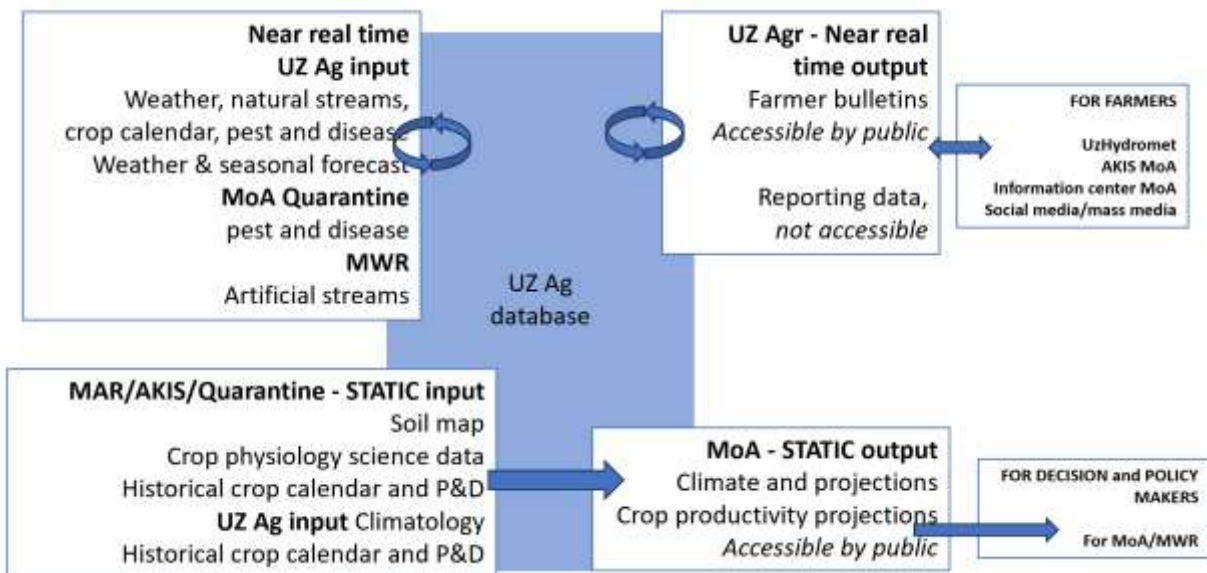 Near real time
UZ Ag input
Weather, natural streams,
crop calendar, pest and disease
Weather & seasonal forecast
MoA Quarantine
pest and disease
MWR
Artificial streams
UZ Agr - Near real
time output
Farmer bulletins
Accessible by public
Reporting data,
not accessible
FOR FARMERS
UzHydromet
AKIS MoA
Information center MoA
Social media/mass media
UZ Ag
database
MAR/AKIS/Quarantine - STATIC input
Soil map
Crop physiology science data
Historical crop calendar and P&D
UZ Ag input Climatology
Historical crop calendar and P&D
MoA - STATIC output
Climate and projections
Crop productivity projections
Accessible by public
FOR DECISION and POLICY
MAKERS
For MoA/MWR